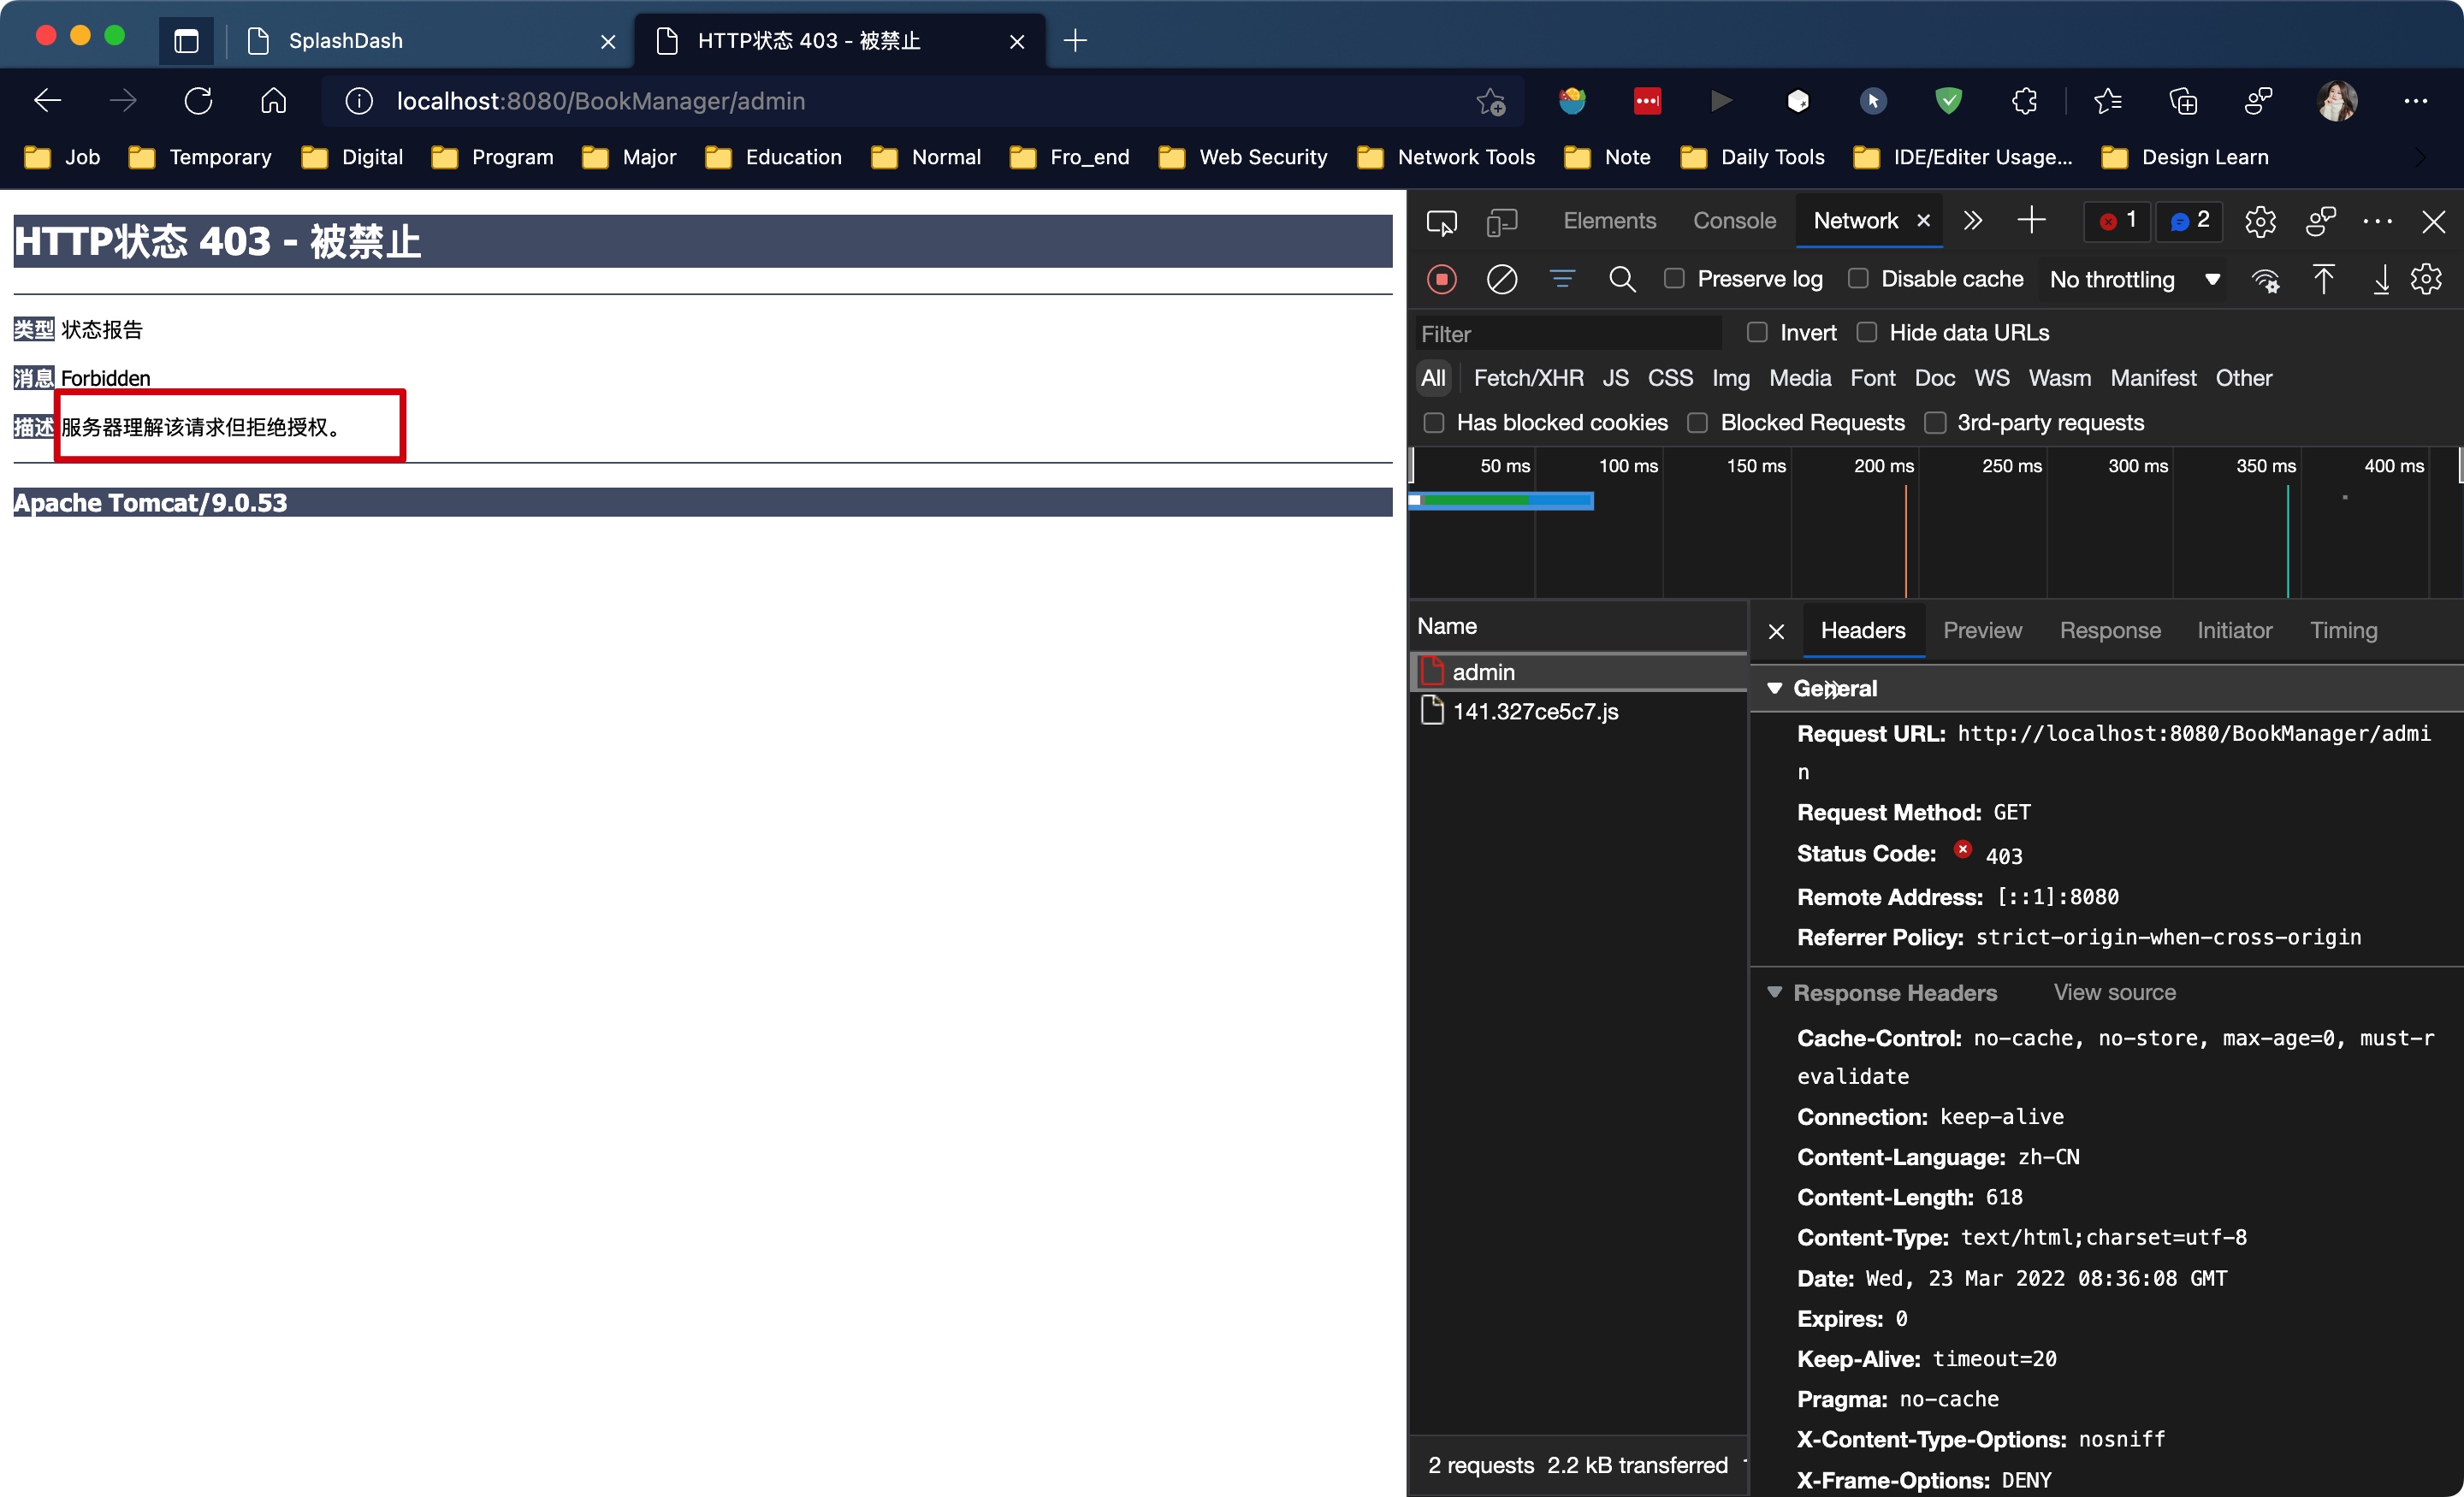 SplashDash
HTTP状态 403 - 被禁止
localhost:8080/BookManager/admin
Job Temporary Digital Program Major Education Normal Fro_end Web Security Network Tools Note Daily Tools IDE/Editer Usage... Design Learn
HTTP状态 403 - 被禁止
类型 状态报告
消息 Forbidden
描述 服务器理解该请求但拒绝授权。
Apache Tomcat/9.0.53
Elements Console Network 1 2
Preserve log Disable cache No throttling
Filter Invert Hide data URLs
All Fetch/XHR JS CSS Img Media Font Doc WS Wasm Manifest Other
Has blocked cookies Blocked Requests 3rd-party requests
50 ms 100 ms 150 ms 200 ms 250 ms 300 ms 350 ms 400 ms
Name
admin
141.327ce5c7.js
2 requests 2.2 kB transferred
Headers Preview Response Initiator Timing
General
Request URL: http://localhost:8080/BookManager/admi
n
Request Method: GET
Status Code: 403
Remote Address: [::1]:8080
Referrer Policy: strict-origin-when-cross-origin
Response Headers View source
Cache-Control: no-cache, no-store, max-age=0, must-r
evalidate
Connection: keep-alive
Content-Language: zh-CN
Content-Length: 618
Content-Type: text/html;charset=utf-8
Date: Wed, 23 Mar 2022 08:36:08 GMT
Expires: 0
Keep-Alive: timeout=20
Pragma: no-cache
X-Content-Type-Options: nosniff
X-Frame-Options: DENY